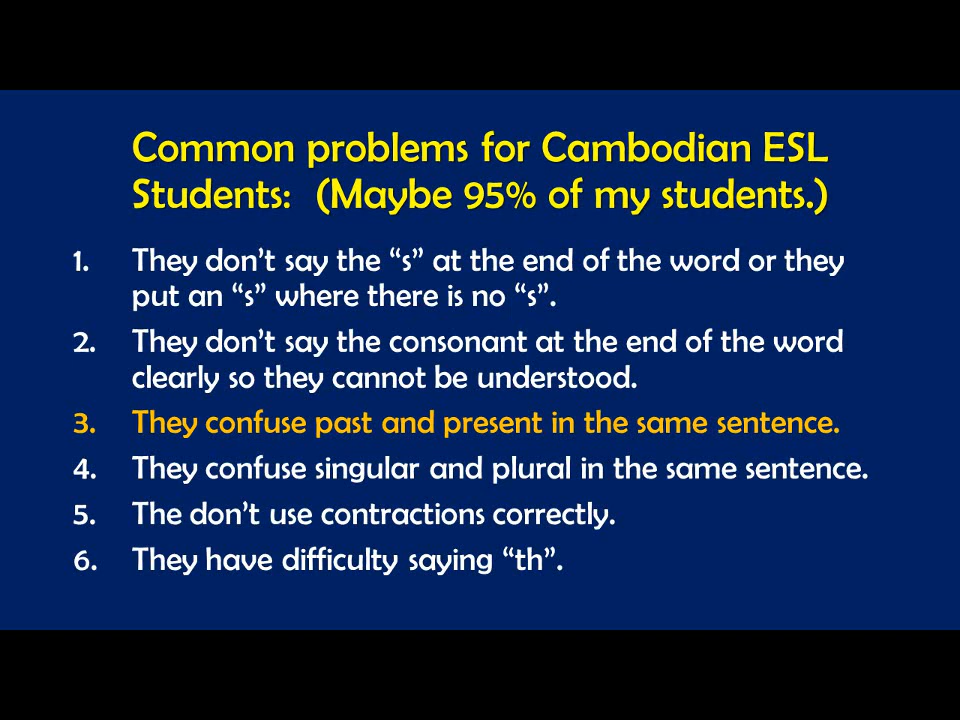 Common problems for Cambodian ESL
Students:  (Maybe 95% of my students.)
1. They don’t say the “s” at the end of the word or they
put an “s” where there is no “s”.
2. They don’t say the consonant at the end of the word
clearly so they cannot be understood.
3. They confuse past and present in the same sentence.
4. They confuse singular and plural in the same sentence.
5. The don’t use contractions correctly.
6. They have difficulty saying “th”.